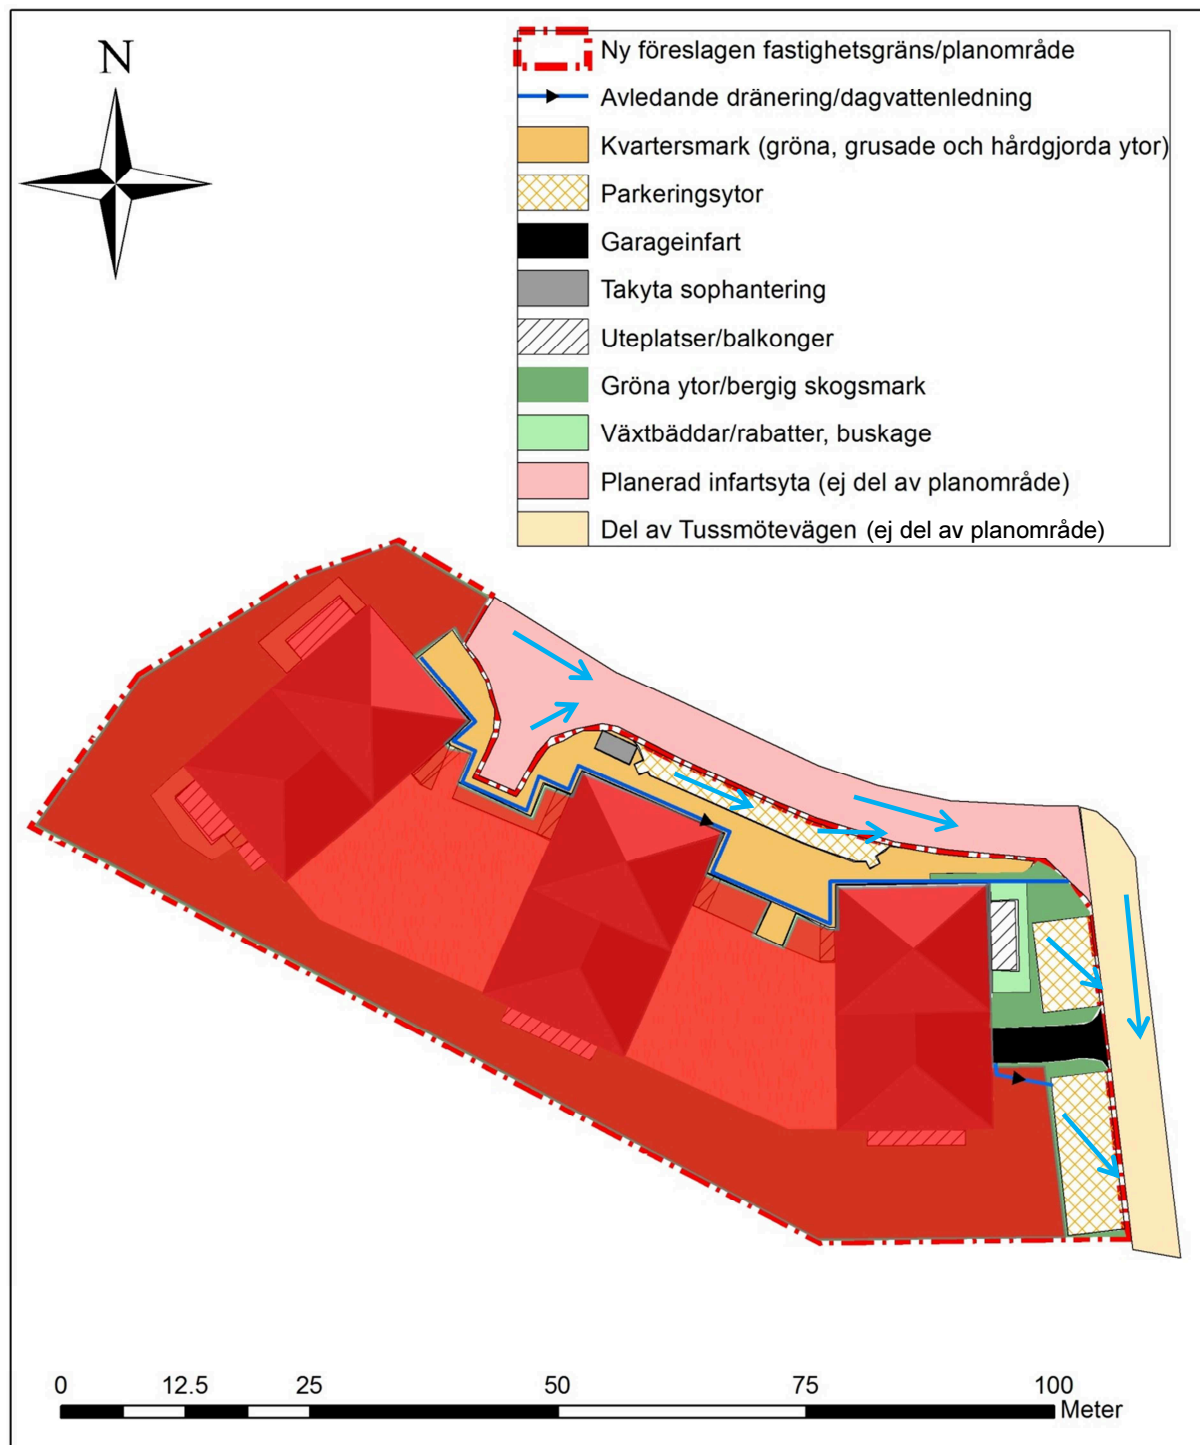 N
Ny föreslagen fastighetsgräns/planområde
Avledande dränering/dagvattenledning
Kvartersmark (gröna, grusade och hårdgjorda ytor)
Parkeringsytor
Garageinfart
Takyta sophantering
Uteplatser/balkonger
Gröna ytor/bergig skogsmark
Växtbäddar/rabatter, buskage
Planerad infartsyta (ej del av planområde)
Del av Tussmötevägen (ej del av planområde)
0 12.5 25 50 75 100
Meter